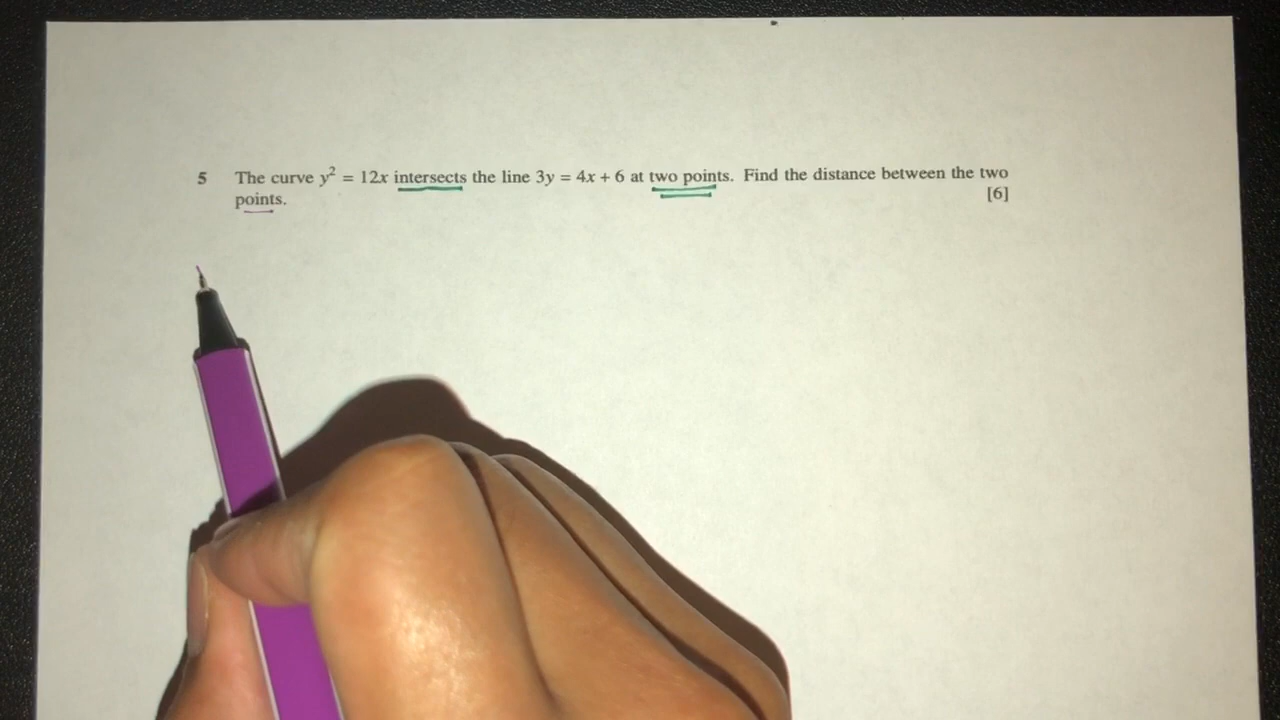 5 The curve y² = 12x intersects the line 3y = 4x + 6 at two points. Find the distance between the two
points. [6]